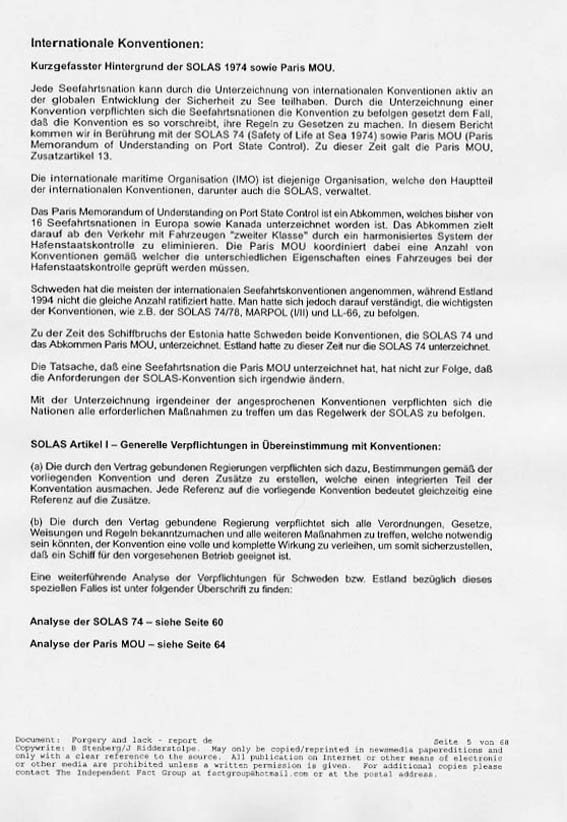 Internationale Konventionen:
Kurzgefasster Hintergrund der SOLAS 1974 sowie Paris MOU.
Jede Seefahrtsnation kann durch die Unterzeichnung von internationalen Konventionen aktiv an
der globalen Entwicklung der Sicherheit zu See teilhaben. Durch die Unterzeichnung einer
Konvention verpflichten sich die Seefahrtsnationen die Konvention zu befolgen gesetzt dem Fall,
daß die Konvention es so vorschreibt, ihre Regeln zu Gesetzen zu machen. In diesem Bericht
kommen wir in Berührung mit der SOLAS 74 (Safety of Life at Sea 1974) sowie Paris MOU (Paris
Memorandum of Understanding on Port State Control). Zu dieser Zeit galt die Paris MOU,
Zusatzartikel 13.
Die internationale maritime Organisation (IMO) ist diejenige Organisation, welche den Hauptteil
der internationalen Konventionen, darunter auch die SOLAS, verwaltet.
Das Paris Memorandum of Understanding on Port State Control ist ein Abkommen, welches bisher von
16 Seefahrtsnationen in Europa sowie Kanada unterzeichnet worden ist. Das Abkommen zielt
darauf ab den Verkehr mit Fahrzeugen "zweiter Klasse" durch ein harmonisiertes System der
Hafenstaatskontrolle zu eliminieren. Die Paris MOU koordiniert dabei eine Anzahl von
Konventionen gemäß welcher die unterschiedlichen Eigenschaften eines Fahrzeuges bei der
Hafenstaatskontrolle geprüft werden müssen.
Schweden hat die meisten der internationalen Seefahrtskonventionen angenommen, während Estland
1994 nicht die gleiche Anzahl ratifiziert hatte. Man hatte sich jedoch darauf verständigt, die wichtigsten
der Konventionen, wie z.B. der SOLAS 74/78, MARPOL (I/II) und LL-66, zu befolgen.
Zu der Zeit des Schiffbruchs der Estonia hatte Schweden beide Konventionen, die SOLAS 74 und
das Abkommen Paris MOU, unterzeichnet. Estland hatte zu dieser Zeit nur die SOLAS 74 unterzeichnet.
Die Tatsache, daß eine Seefahrtsnation die Paris MOU unterzeichnet hat, hat nicht zur Folge, daß
die Anforderungen der SOLAS-Konvention sich irgendwie ändern.
Mit der Unterzeichnung irgendeiner der angesprochenen Konventionen verpflichten sich die
Nationen alle erforderlichen Maßnahmen zu treffen um das Regelwerk der SOLAS zu befolgen.
SOLAS Artikel I – Generelle Verpflichtungen in Übereinstimmung mit Konventionen:
(a) Die durch den Vertrag gebundenen Regierungen verpflichten sich dazu, Bestimmungen gemäß der
vorliegenden Konvention und deren Zusätze zu erstellen, welche einen integrierten Teil der
Konventation ausmachen. Jede Referenz auf die vorliegende Konvention bedeutet gleichzeitig eine
Referenz auf die Zusätze.
(b) Die durch den Vertag gebundene Regierung verpflichtet sich alle Verordnungen, Gesetze,
Weisungen und Regeln bekanntzumachen und alle weiteren Maßnahmen zu treffen, welche notwendig
sein könnten, der Konvention eine volle und komplette Wirkung zu verleihen, um somit sicherzustellen,
daß ein Schiff für den vorgesehenen Betrieb geeignet ist.
Eine weiterführende Analyse der Verpflichtungen für Schweden bzw. Estland bezüglich dieses
speziellen Falles ist unter folgender Überschrift zu finden:
Analyse der SOLAS 74 – siehe Seite 60
Analyse der Paris MOU – siehe Seite 64
Document: Forgery and lack - report de Seite 5 von 68
Copywrite: B Stenberg/J Ridderstolpe. May only be copied/reprinted in newsmedia papereditions and
only with a clear reference to the source. All publication on Internet or other means of electronic
or other media are prohibited unless a written permission is given. For additional copies please
contact The Independent Fact Group at factgroup@hotmail.com or at the postal address.